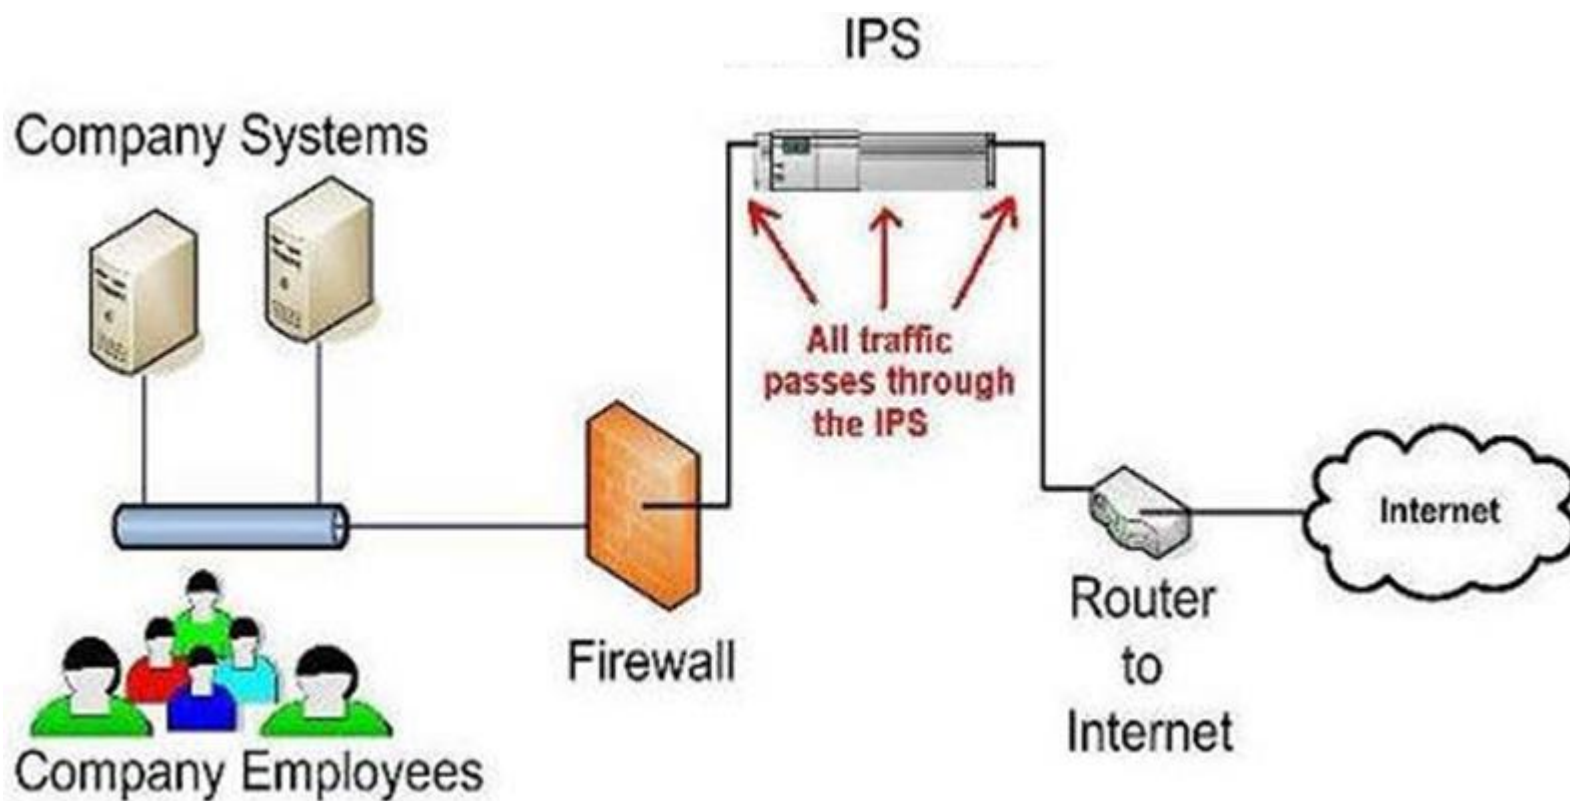 IPS
Company Systems
All traffic
passes through
the IPS
Internet
Router
to
Internet
Firewall
Company Employees